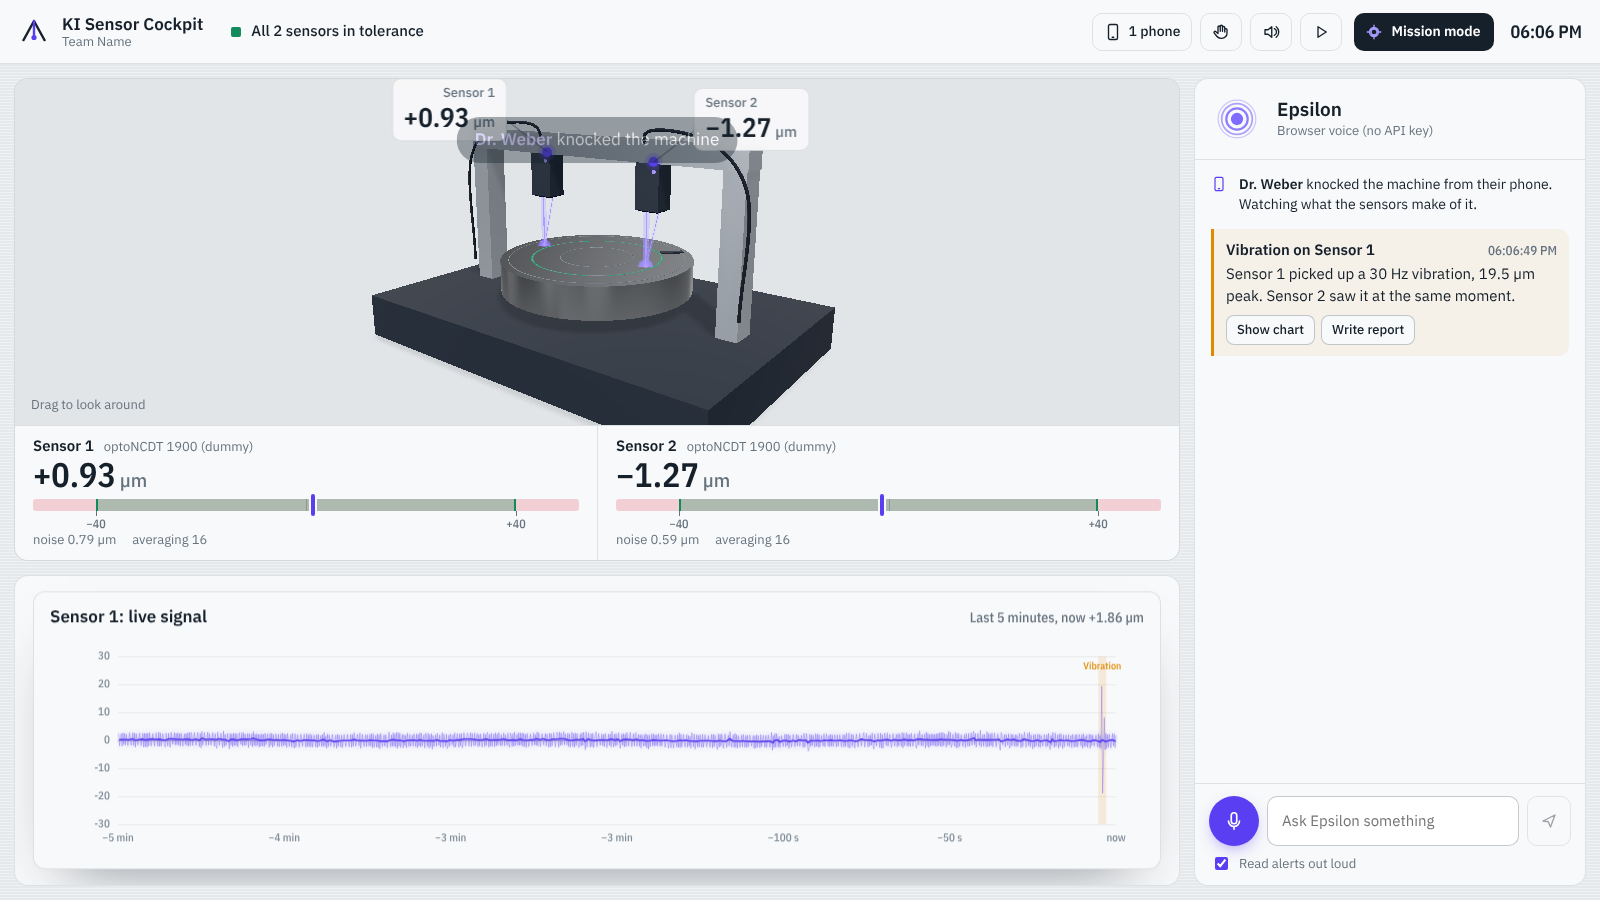 KI Sensor Cockpit
Team Name
All 2 sensors in tolerance
1 phone
Mission mode
06:06 PM
Sensor 1
+0.93 µm
Sensor 2
−1.27 µm
Dr. Weber knocked the machine
Drag to look around
Sensor 1 optoNCDT 1900 (dummy)
+0.93 µm
−40
+40
noise 0.79 µm averaging 16
Sensor 2 optoNCDT 1900 (dummy)
−1.27 µm
−40
+40
noise 0.59 µm averaging 16
Sensor 1: live signal
Last 5 minutes, now +1.86 µm
30
20
10
0
-10
-20
-30
Vibration
−5 min
−4 min
−3 min
−3 min
−100 s
−50 s
now
Epsilon
Browser voice (no API key)
Dr. Weber knocked the machine from their phone.
Watching what the sensors make of it.
Vibration on Sensor 1
06:06:49 PM
Sensor 1 picked up a 30 Hz vibration, 19.5 µm
peak. Sensor 2 saw it at the same moment.
Show chart
Write report
Ask Epsilon something
Read alerts out loud